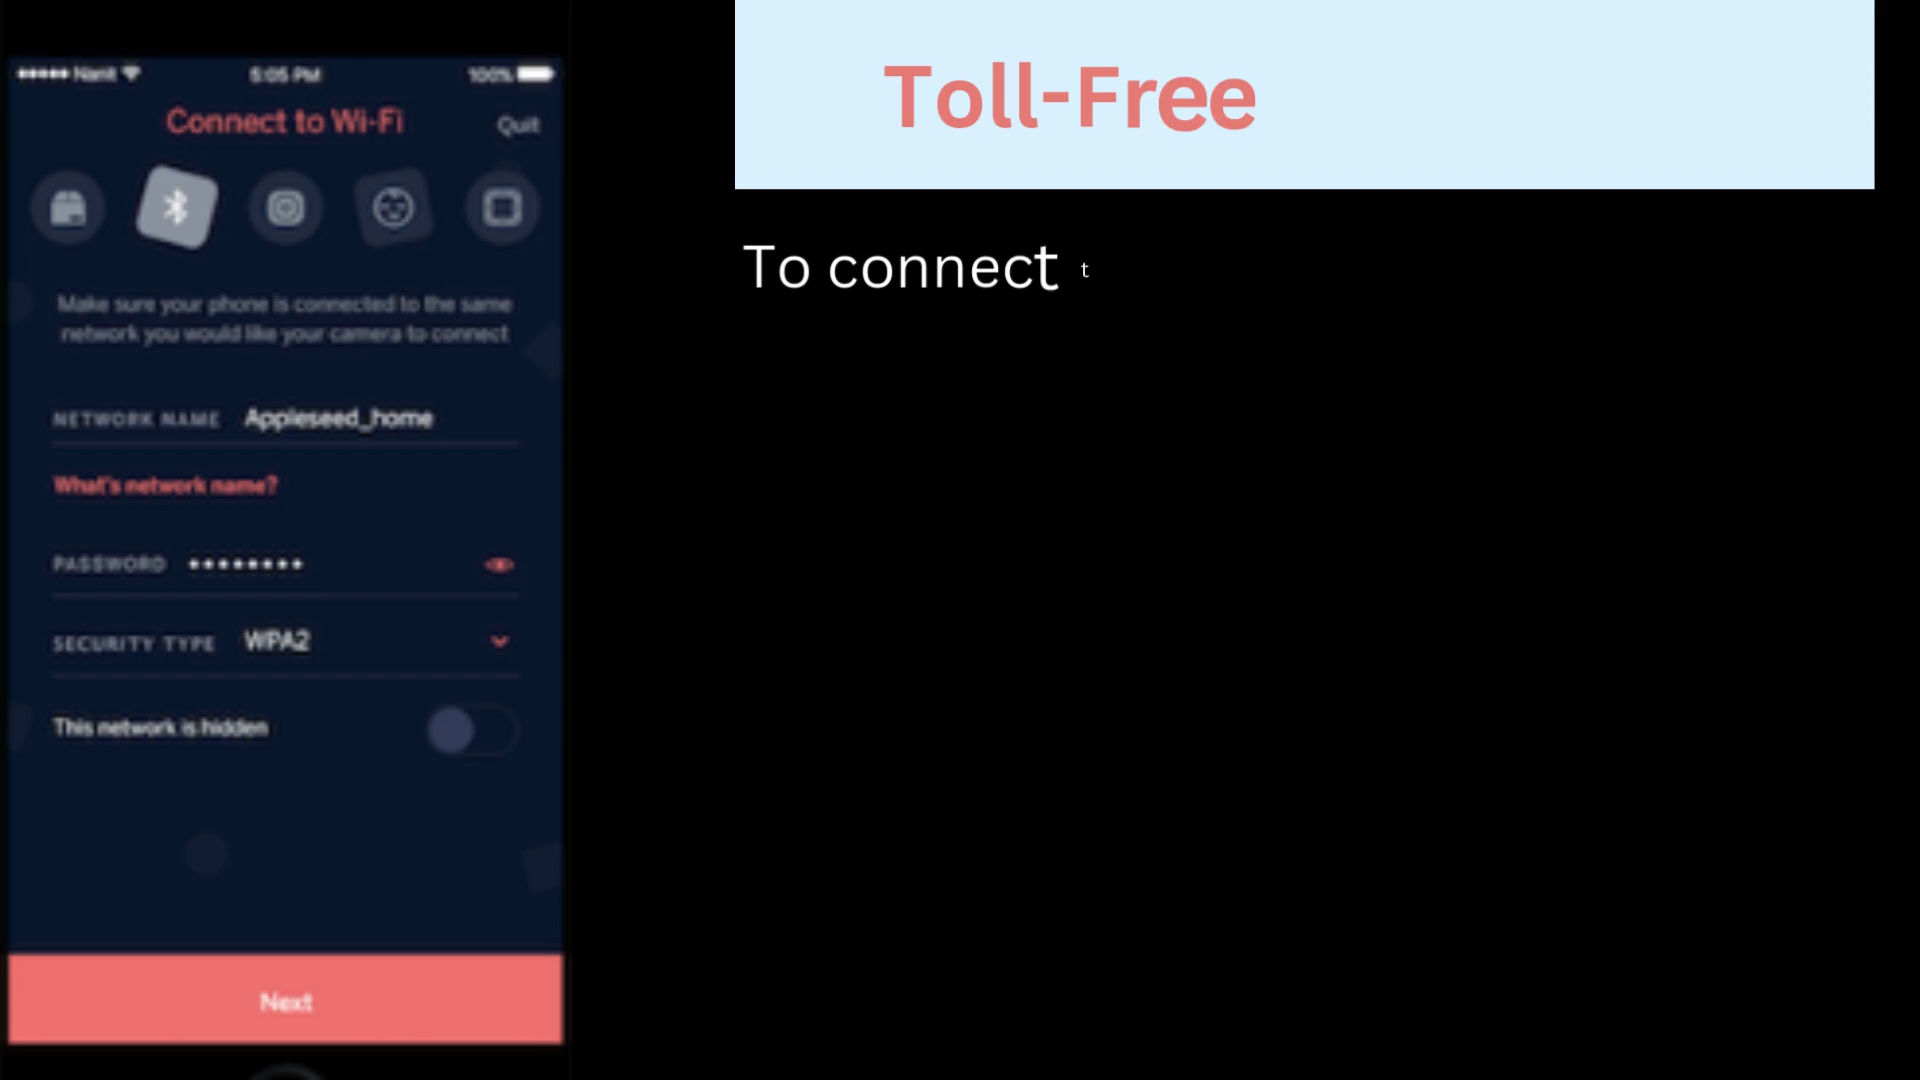 Nanit 5:05 PM 100%
Connect to Wi-Fi Quit
Make sure your phone is connected to the same
network you would like your camera to connect
NETWORK NAME Appleseed_home
What's network name?
PASSWORD ••••••••
SECURITY TYPE WPA2
This network is hidden
Next
Toll-Free
To connect t